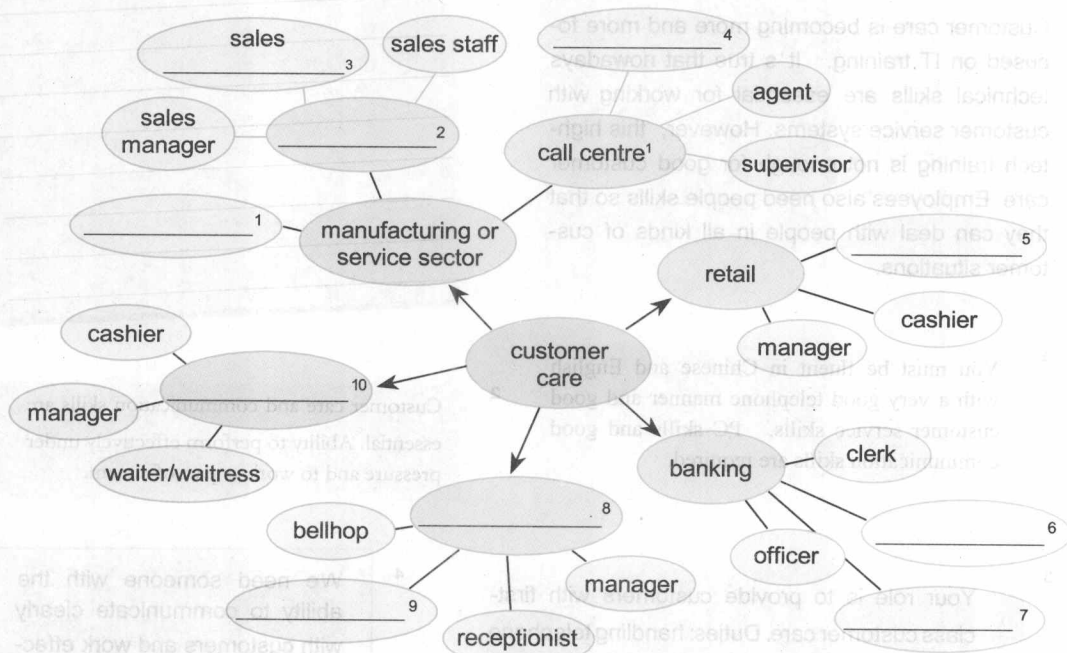 sales
3
sales staff
4
agent
sales
manager
2
call centre¹
supervisor
1
manufacturing or
service sector
5
retail
cashier
cashier
manager
customer
care
10
manager
waiter/waitress
clerk
banking
8
bellhop
6
officer
manager
9
7
receptionist
ustomer care is becoming more and more fo-
cused on IT training. It's true that nowadays
technical skills are for working with
customer service systems. However, this high-
tech training is not for good customer
care Employees also need people skills so that
they can deal with people in all kinds of cus-
tomer situations.
You must be fluent in Chinese and English
with a very good telephone manner and good
customer service skills. PC skills and good
communication skills are required
2
Customer care and communication skills are
essential. Ability to perform effectively under
pressure and to
3
Your role is to provide customers with first-
class customer care. Duties: handling
4
We need someone with the
ability to communicate clearly
with customers and work effec-